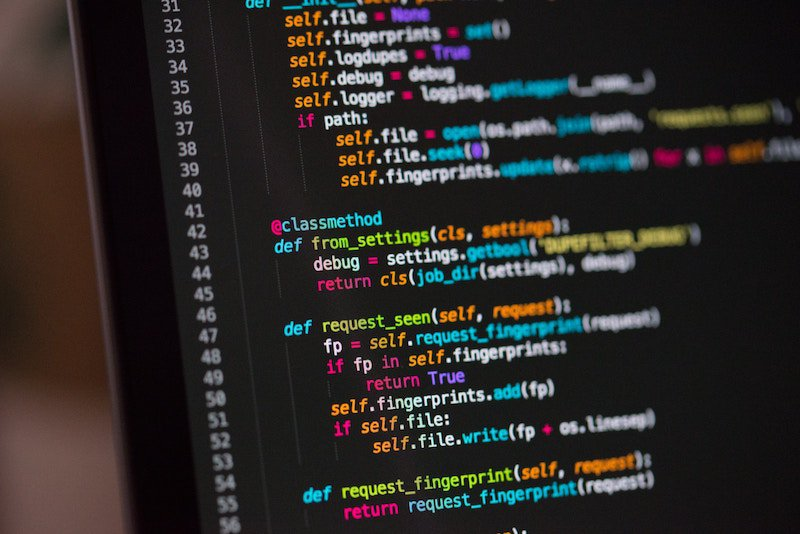 31 def __init__(self,
32 self.file = None
33 self.fingerprints = set()
34 self.logdupes = True
35 self.debug = debug
36 self.logger = logging.getLogger(__name__)
37 if path:
38 self.file = open(os.path.join(path, 'requests.seen'),
39 self.file.seek(0)
40 self.fingerprints.update(x.rstrip() for x in self.file
41
42 @classmethod
43 def from_settings(cls, settings):
44 debug = settings.getbool('DUPEFILTER_DEBUG')
45 return cls(job_dir(settings), debug)
46
47 def request_seen(self, request):
48 fp = self.request_fingerprint(request)
49 if fp in self.fingerprints:
50 return True
51 self.fingerprints.add(fp)
52 if self.file:
53 self.file.write(fp + os.linesep)
54
55 def request_fingerprint(self, request):
56 return request_fingerprint(request)